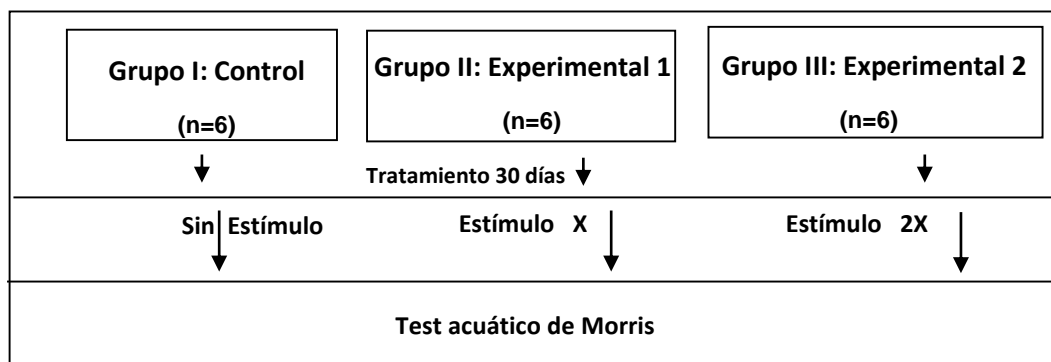 Grupo I: Control
(n=6)
Grupo II: Experimental 1
(n=6)
Grupo III: Experimental 2
(n=6)
Tratamiento 30 días
Sin Estímulo
Estímulo X
Estímulo 2X
Test acuático de Morris